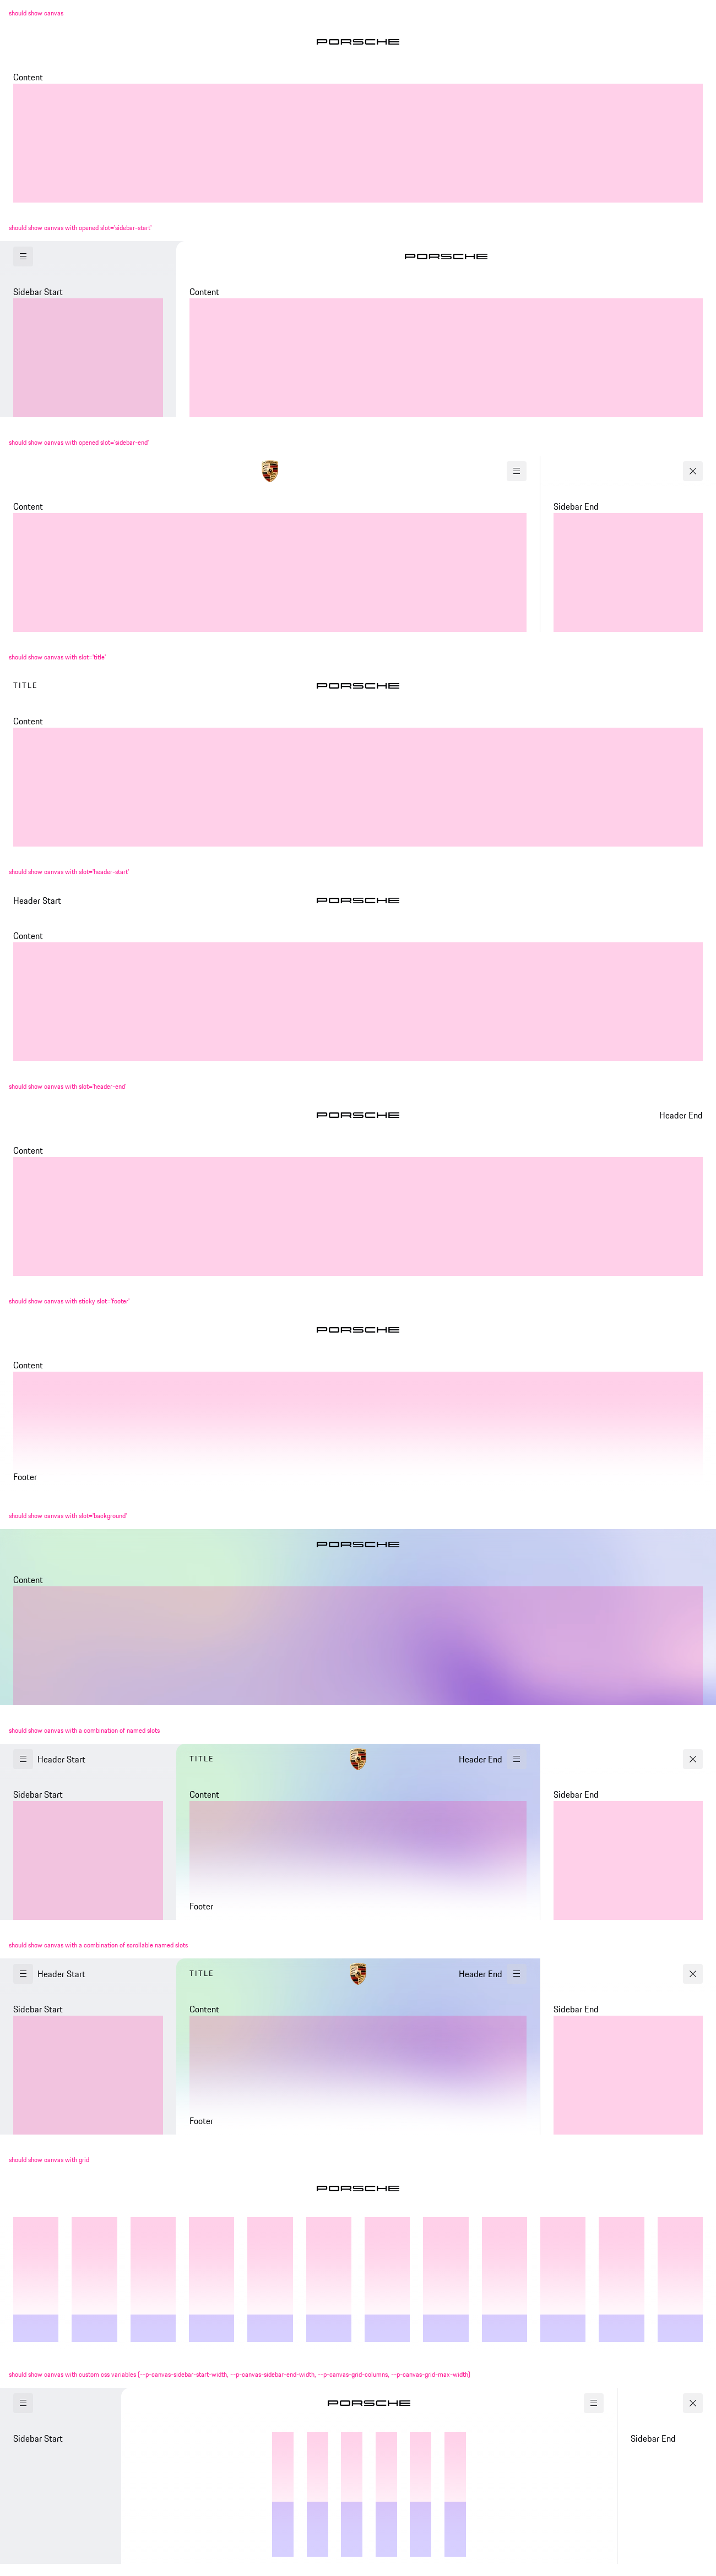 should show canvas
PORSCHE
Content
should show canvas with opened slot='sidebar-start'
PORSCHE
Sidebar Start Content
should show canvas with opened slot='sidebar-end'
Content Sidebar End
should show canvas with slot='title'
TITLE PORSCHE
Content
should show canvas with slot='header-start'
Header Start PORSCHE
Content
should show canvas with slot='header-end'
PORSCHE Header End
Content
should show canvas with sticky slot='footer'
PORSCHE
Content
Footer
should show canvas with slot='background'
PORSCHE
Content
should show canvas with a combination of named slots
Header Start TITLE Header End
Sidebar Start Content Sidebar End
Footer
should show canvas with a combination of scrollable named slots
Header Start TITLE Header End
Sidebar Start Content Sidebar End
Footer
should show canvas with grid
PORSCHE
should show canvas with custom css variables (--p-canvas-sidebar-start-width, --p-canvas-sidebar-end-width, --p-canvas-grid-columns, --p-canvas-grid-max-width)
PORSCHE
Sidebar Start Sidebar End